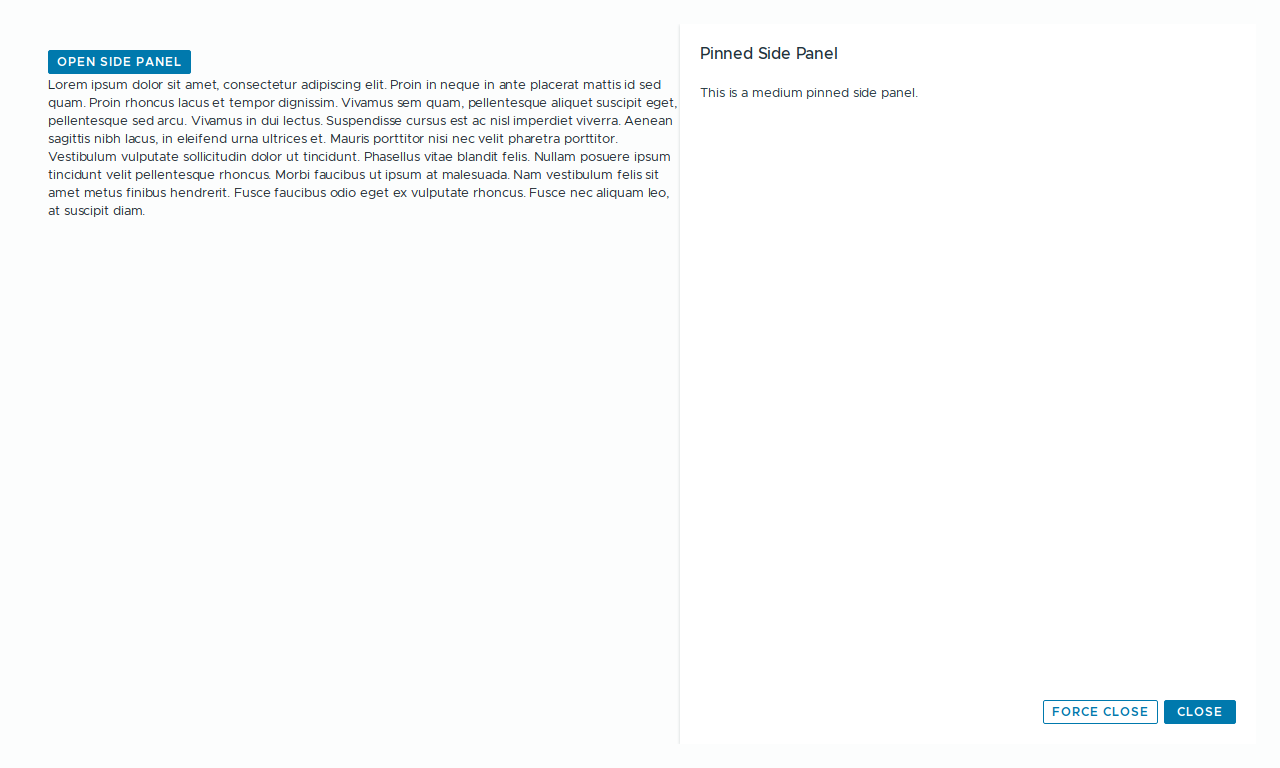 OPEN SIDE PANEL
Lorem ipsum dolor sit amet, consectetur adipiscing elit. Proin in neque in ante placerat mattis id sed
quam. Proin rhoncus lacus et tempor dignissim. Vivamus sem quam, pellentesque aliquet suscipit eget,
pellentesque sed arcu. Vivamus in dui lectus. Suspendisse cursus est ac nisl imperdiet viverra. Aenean
sagittis nibh lacus, in eleifend urna ultrices et. Mauris porttitor nisi nec velit pharetra porttitor.
Vestibulum vulputate sollicitudin dolor ut tincidunt. Phasellus vitae blandit felis. Nullam posuere ipsum
tincidunt velit pellentesque rhoncus. Morbi faucibus ut ipsum at malesuada. Nam vestibulum felis sit
amet metus finibus hendrerit. Fusce faucibus odio eget ex vulputate rhoncus. Fusce nec aliquam leo,
at suscipit diam.
Pinned Side Panel
This is a medium pinned side panel.
FORCE CLOSE
CLOSE